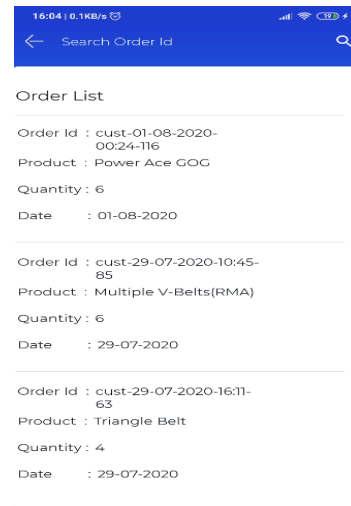 16:04 | 0.1KB/s
19
Search Order Id
Order List
Order Id : cust-01-08-2020-
00:24-116
Product : Power Ace GOG
Quantity : 6
Date : 01-08-2020
Order Id : cust-29-07-2020-10:45-
85
Product : Multiple V-Belts(RMA)
Quantity : 6
Date : 29-07-2020
Order Id : cust-29-07-2020-16:11-
63
Product : Triangle Belt
Quantity : 4
Date : 29-07-2020